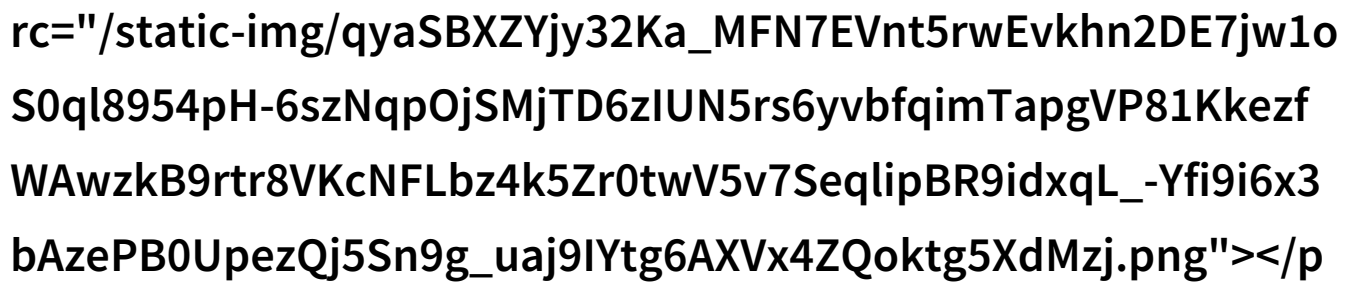 rc="/static-img/qyaSBXZYjy32Ka_MFN7EVnt5rwEvkhn2DE7jw1o
S0ql8954pH-6szNqpOjSMjTD6zIUN5rs6yvbfqimTapgVP81Kkezf
WAwzkB9rtr8VKcNFLbz4k5Zr0twV5v7SeqlipBR9idxqL_-Yfi9i6x3
bAzePB0UpezQj5Sn9g_uaj9IYtg6AXVx4ZQoktg5XdMzj.png"></p